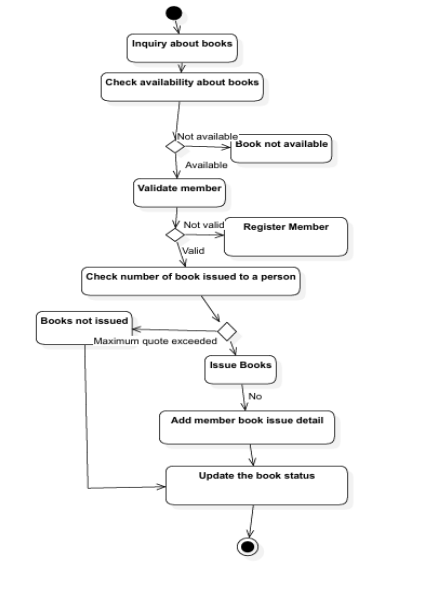 Inquiry about books
Check availability about books
Not available
Book not available
Available
Validate member
Not valid
Register Member
Valid
Check number of book issued to a person
Books not issued
Maximum quote exceeded
Issue Books
No
Add member book issue detail
Update the book status